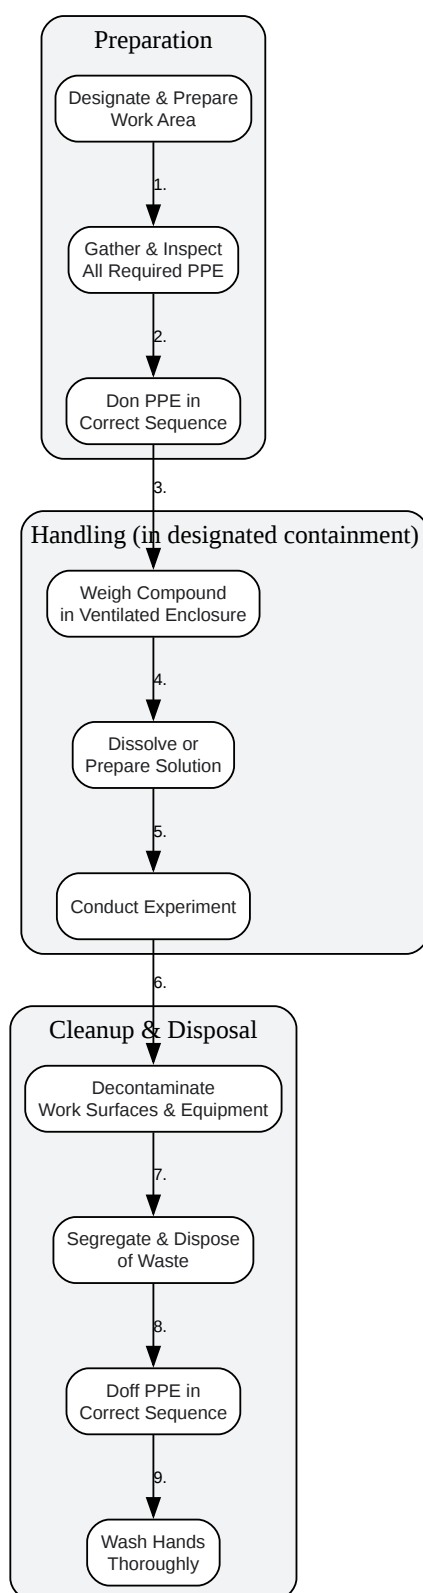 Preparation
Designate & Prepare
Work Area
1.
Gather & Inspect
All Required PPE
2.
Don PPE in
Correct Sequence
3.
Handling (in designated containment)
Weigh Compound
in Ventilated Enclosure
4.
Dissolve or
Prepare Solution
5.
Conduct Experiment
6.
Cleanup & Disposal
Decontaminate
Work Surfaces & Equipment
7.
Segregate & Dispose
of Waste
8.
Doff PPE in
Correct Sequence
9.
Wash Hands
Thoroughly